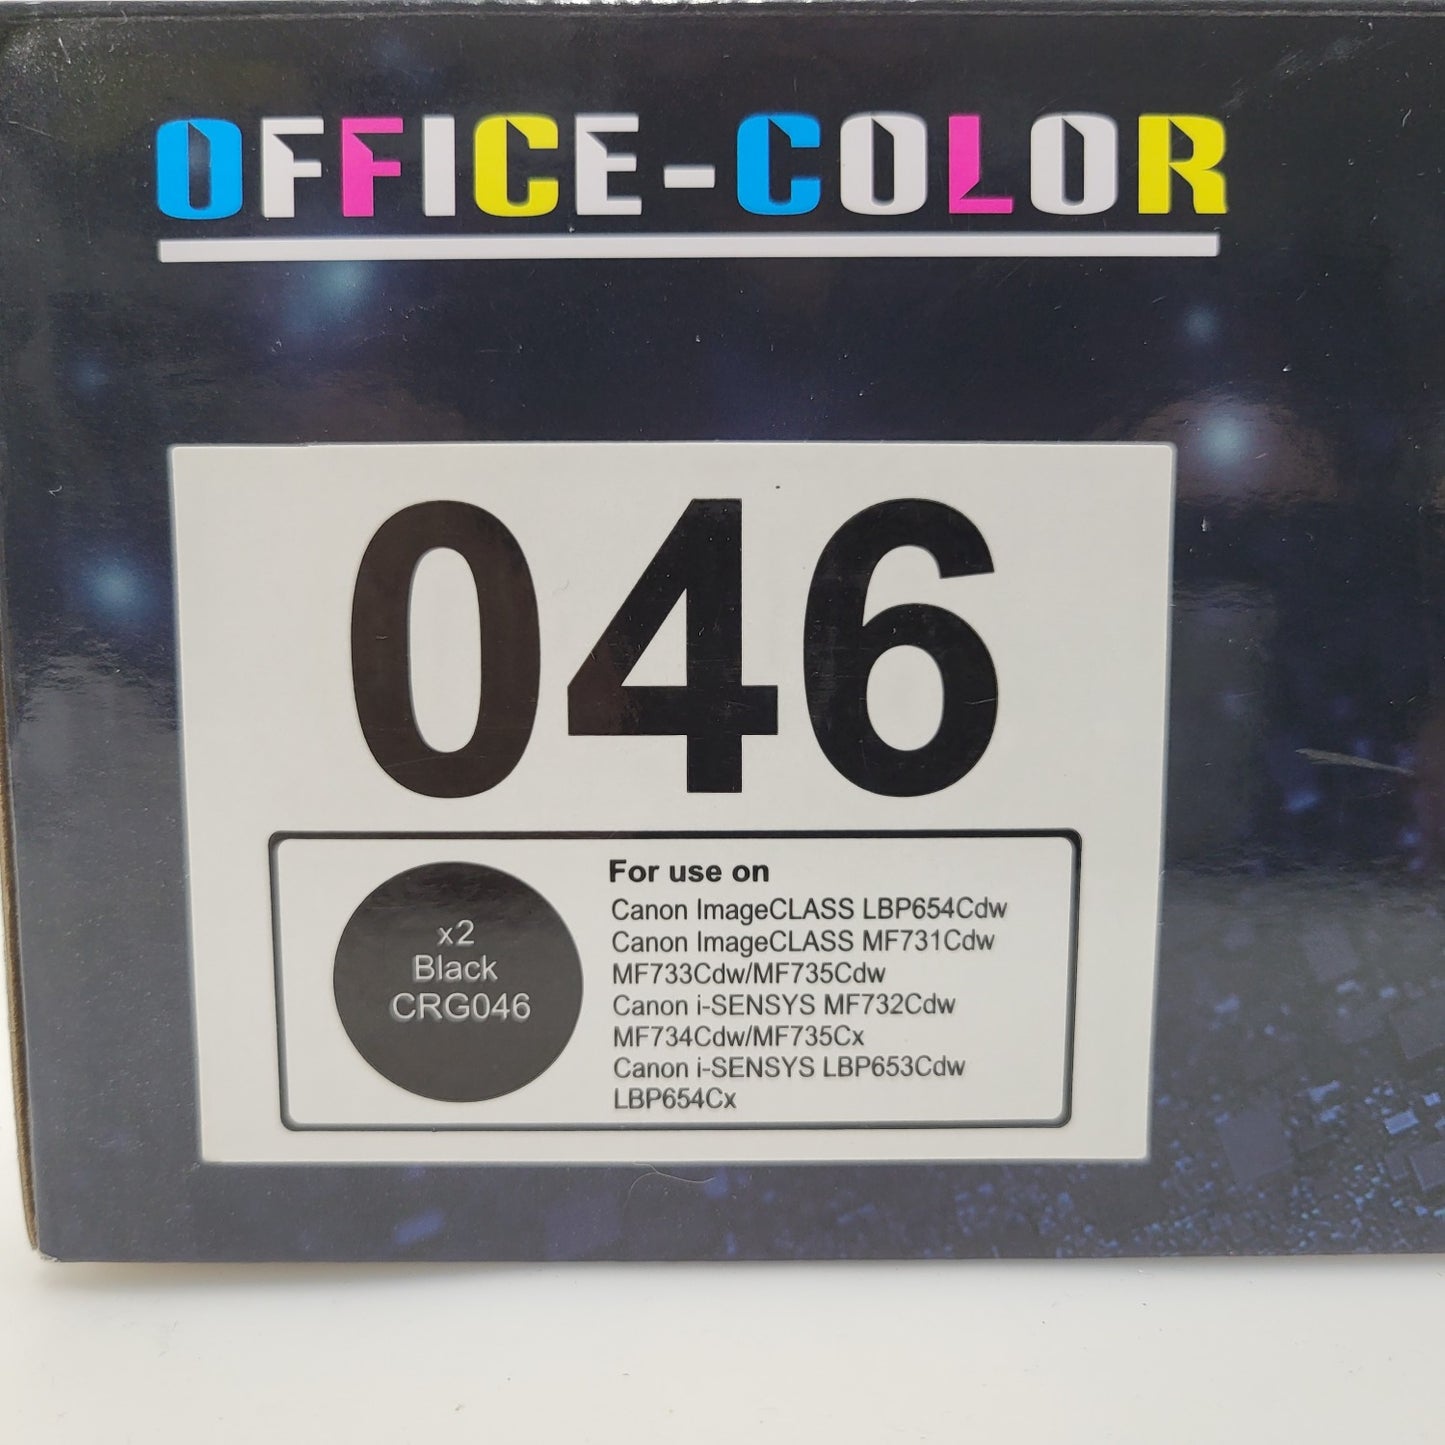 OFFICE-COLOR
046
x2
Black
CRG046
For use on
Canon ImageCLASS LBP654Cdw
Canon ImageCLASS MF731Cdw
MF733Cdw/MF735Cdw
Canon i-SENSYS MF732Cdw
MF734Cdw/MF735Cx
Canon i-SENSYS LBP653Cdw
LBP654Cx